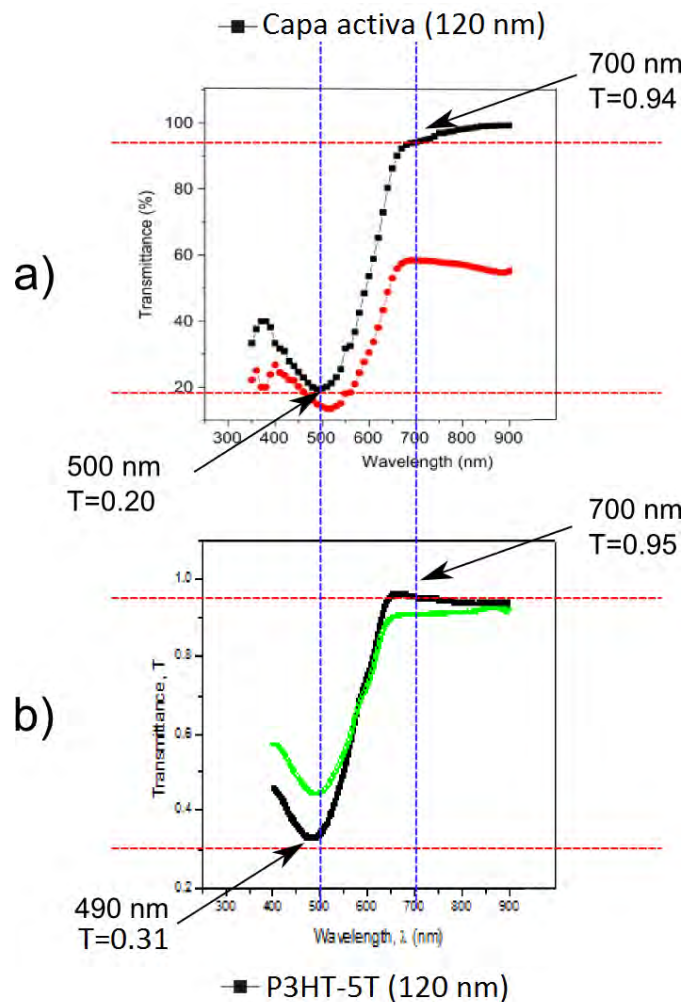 Capa activa (120 nm)
700 nm
T=0.94
100
80
60
40
20
Transmittance (%)
a)
300 400 500 600 700 800 900
Wavelength (nm)
500 nm
T=0.20
700 nm
T=0.95
1.0
0.8
0.6
0.4
0.2
Transmittance, T
b)
300 400 500 600 700 800 900
Wavelength, λ (nm)
490 nm
T=0.31
P3HT-5T (120 nm)